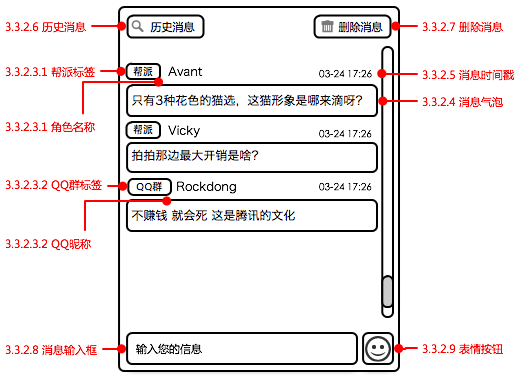 3.3.2.6 历史消息
历史消息
删除消息
3.3.2.7 删除消息
3.3.2.3.1 帮派标签
帮派
Avant
03-24 17:26
3.3.2.5 消息时间戳
只有3种花色的猫选，这猫形象是哪来滴呀?
3.3.2.4 消息气泡
3.3.2.3.1 角色名称
帮派
Vicky
03-24 17:26
拍拍那边最大开销是啥?
3.3.2.3.2 QQ群标签
QQ群
Rockdong
03-24 17:26
不赚钱 就会死 这是腾讯的文化
3.3.2.3.2 QQ昵称
3.3.2.8 消息输入框
输入您的信息
3.3.2.9 表情按钮